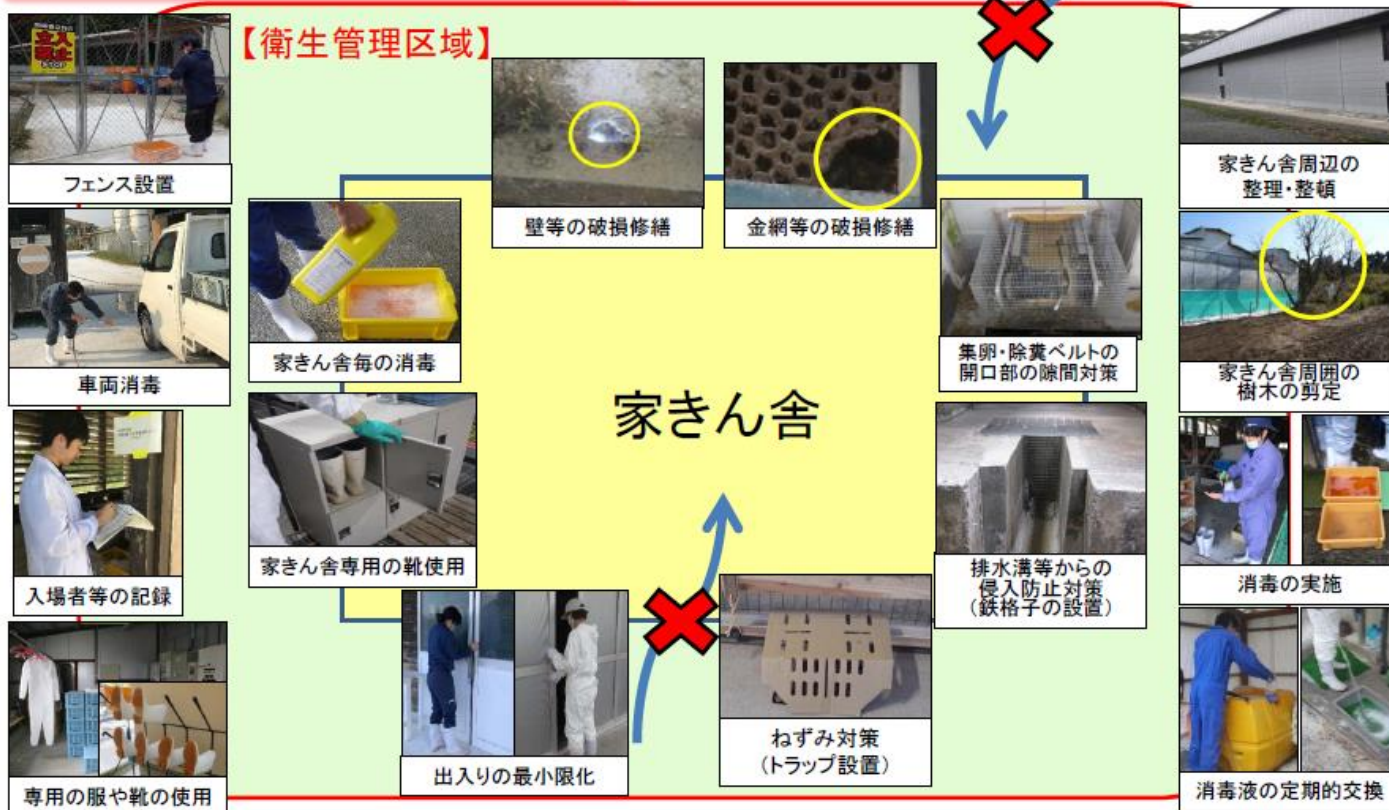 【衛生管理区域】
フェンス設置
車両消毒
入場者等の記録
専用の服や靴の使用
壁等の破損修繕
金網等の破損修繕
家きん舎毎の消毒
家きん舎専用の靴使用
家きん舎
集卵・除糞ベルトの
開口部の隙間対策
排水溝等からの
侵入防止対策
(鉄格子の設置)
出入りの最小限化
ねずみ対策
(トラップ設置)
家きん舎周辺の
整理・整頓
家きん舎周囲の
樹木の剪定
消毒の実施
消毒液の定期的交換